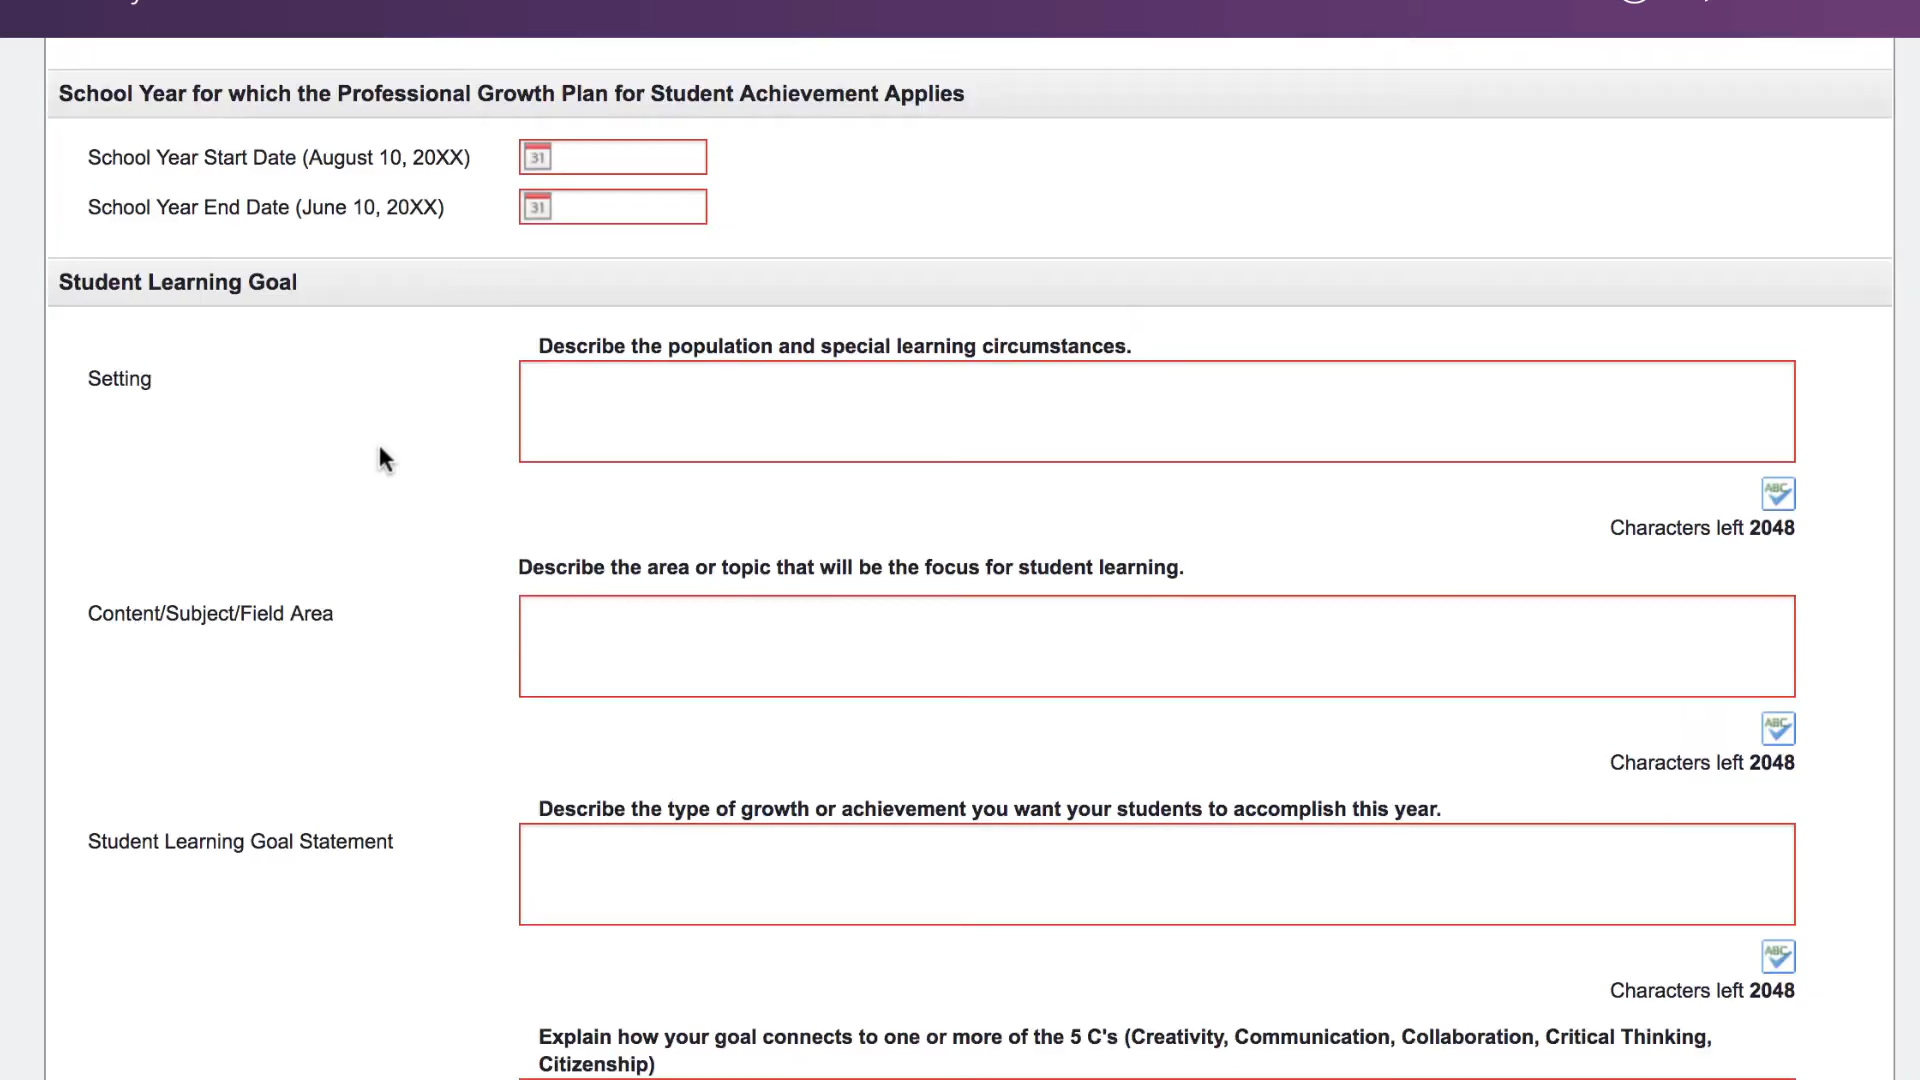 School Year for which the Professional Growth Plan for Student Achievement Applies
School Year Start Date (August 10, 20XX)
31
School Year End Date (June 10, 20XX)
31
Student Learning Goal
Describe the population and special learning circumstances.
Setting
ABC
Characters left 2048
Describe the area or topic that will be the focus for student learning.
Content/Subject/Field Area
ABC
Characters left 2048
Describe the type of growth or achievement you want your students to accomplish this year.
Student Learning Goal Statement
ABC
Characters left 2048
Explain how your goal connects to one or more of the 5 C's (Creativity, Communication, Collaboration, Critical Thinking,
Citizenship)